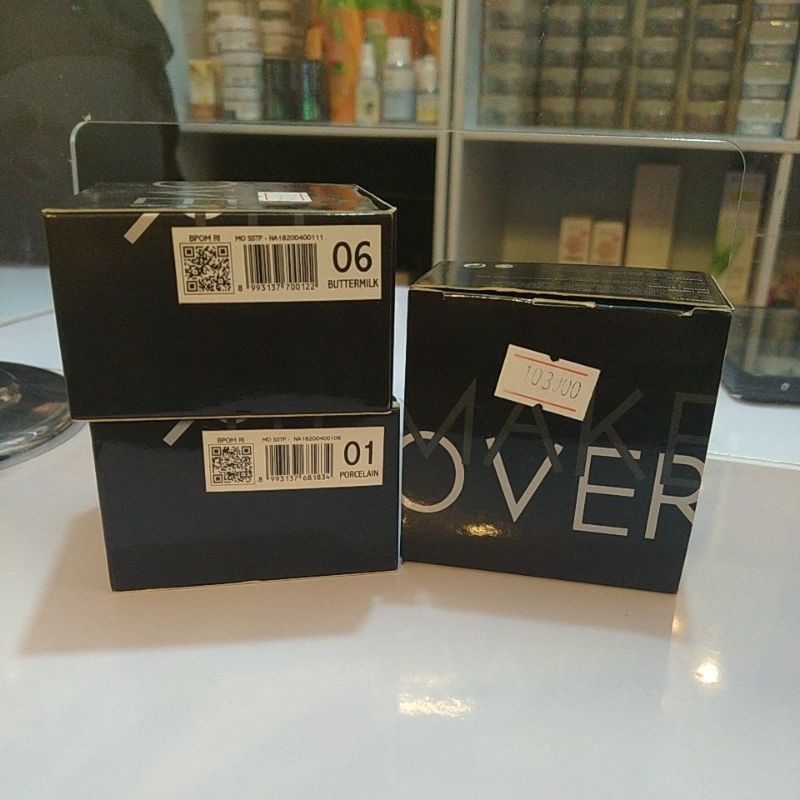 BPOM RI
MO SSTP - NA18200400111
06
BUTTERMILK
8 993137 700122
BPOM RI
MO SSTP - NA18200400106
01
PORCELAIN
8 993137 681834
103,000
MAKE
OVER